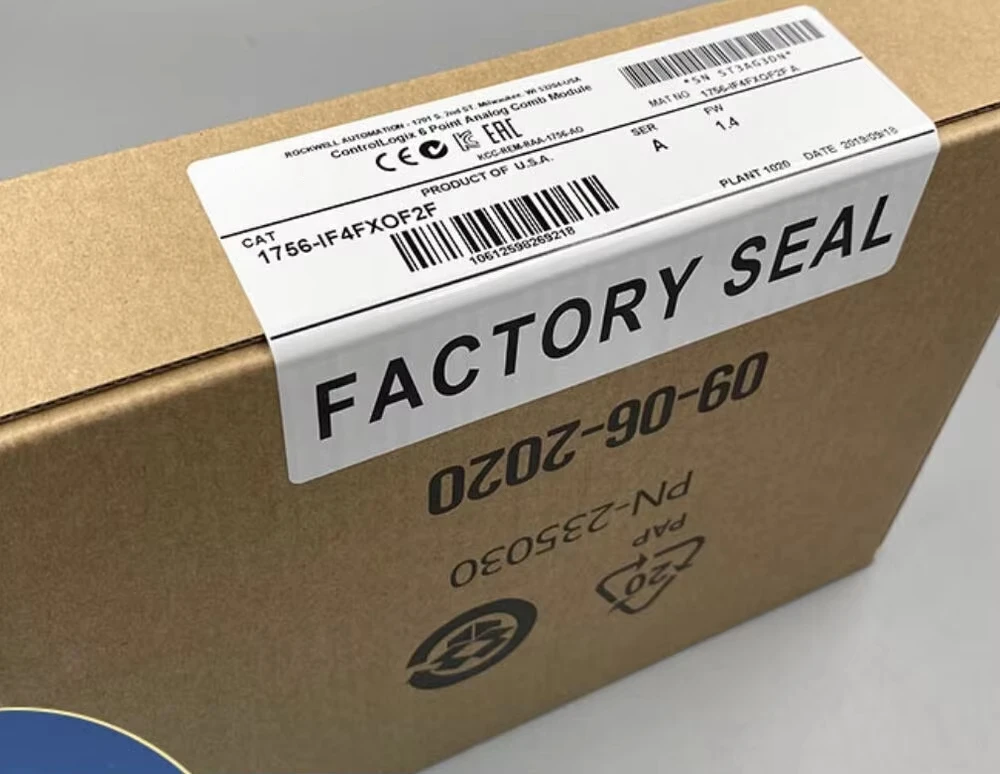 ROCKWELL AUTOMATION - 1201 S. 2nd ST. Milwaukee, WI 53204-USA
ControlLogix 6 Point Analog Comb Module
EAC
KCC-REM-RAA-1756-AO
PRODUCT OF U.S.A.
*SN ST3AG3DN*
MAT NO 1756-IF4FXOF2F A
SER
A
FW
1.4
CAT
1756-IF4FXOF2F
10612598269218
PLANT 1020 DATE 2019/09/18
FACTORY SEAL
09-06-2020
PN-235030
PAP
20